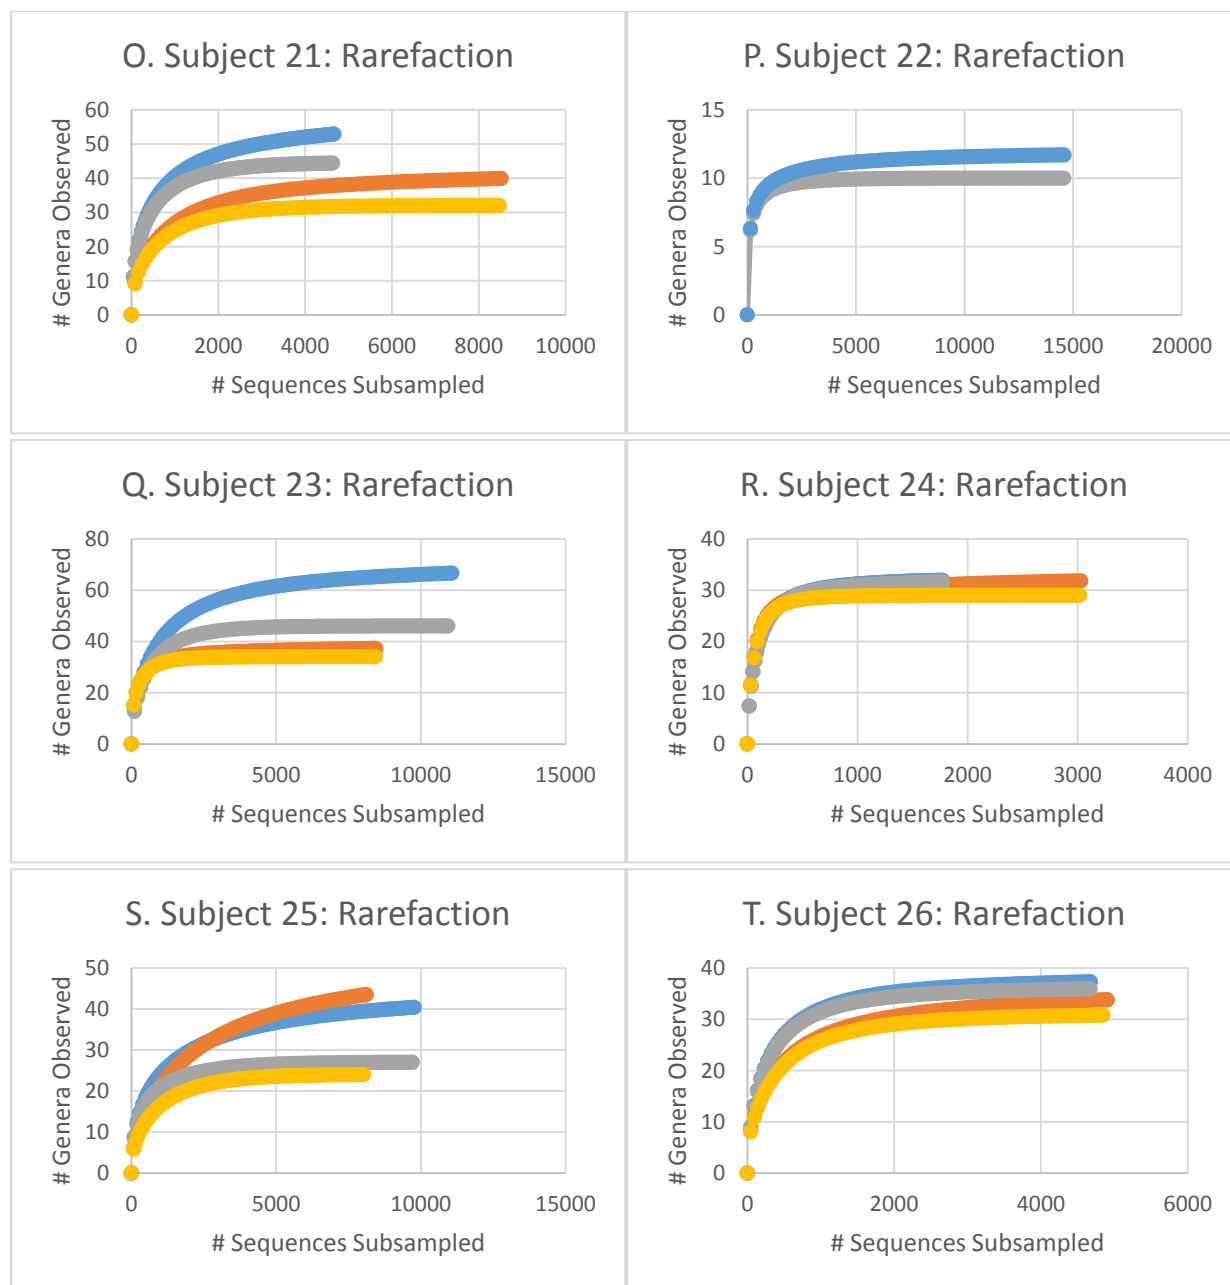 O. Subject 21: Rarefaction
# Genera Observed
60
50
40
30
20
10
0
0 2000 4000 6000 8000 10000
# Sequences Subsampled
P. Subject 22: Rarefaction
# Genera Observed
15
10
5
0
0 5000 10000 15000 20000
# Sequences Subsampled
Q. Subject 23: Rarefaction
# Genera Observed
80
60
40
20
0
0 5000 10000 15000
# Sequences Subsampled
R. Subject 24: Rarefaction
# Genera Observed
40
30
20
10
0
0 1000 2000 3000 4000
# Sequences Subsampled
S. Subject 25: Rarefaction
# Genera Observed
50
40
30
20
10
0
0 5000 10000 15000
# Sequences Subsampled
T. Subject 26: Rarefaction
# Genera Observed
40
30
20
10
0
0 2000 4000 6000
# Sequences Subsampled